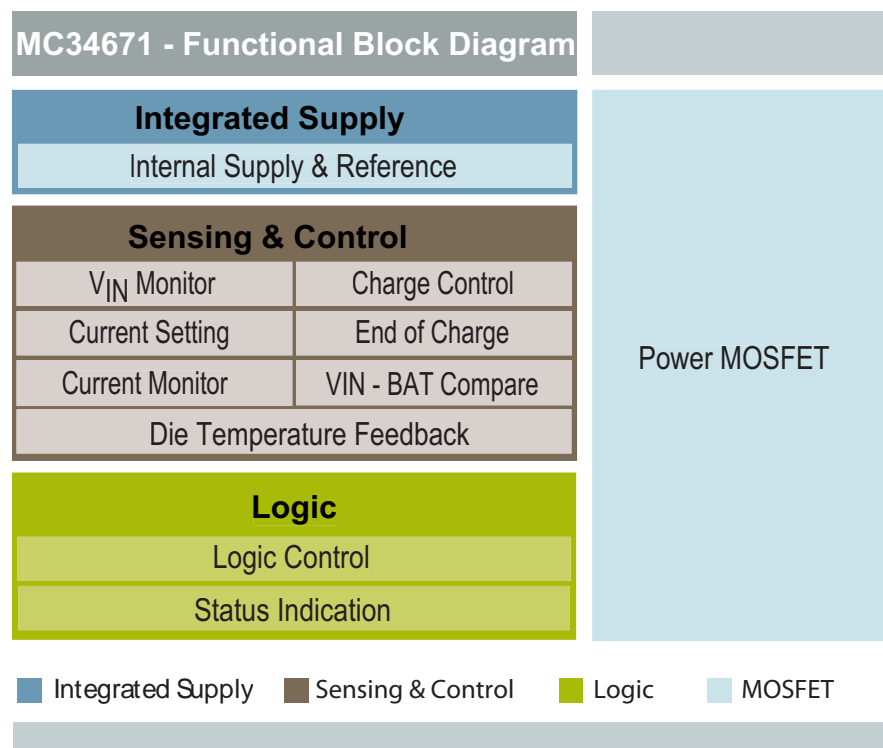 MC34671 - Functional Block Diagram
Integrated Supply
Internal Supply & Reference
Sensing & Control
VIN Monitor
Charge Control
Current Setting
End of Charge
Current Monitor
VIN - BAT Compare
Die Temperature Feedback
Logic
Logic Control
Status Indication
Power MOSFET
Integrated Supply
Sensing & Control
Logic
MOSFET